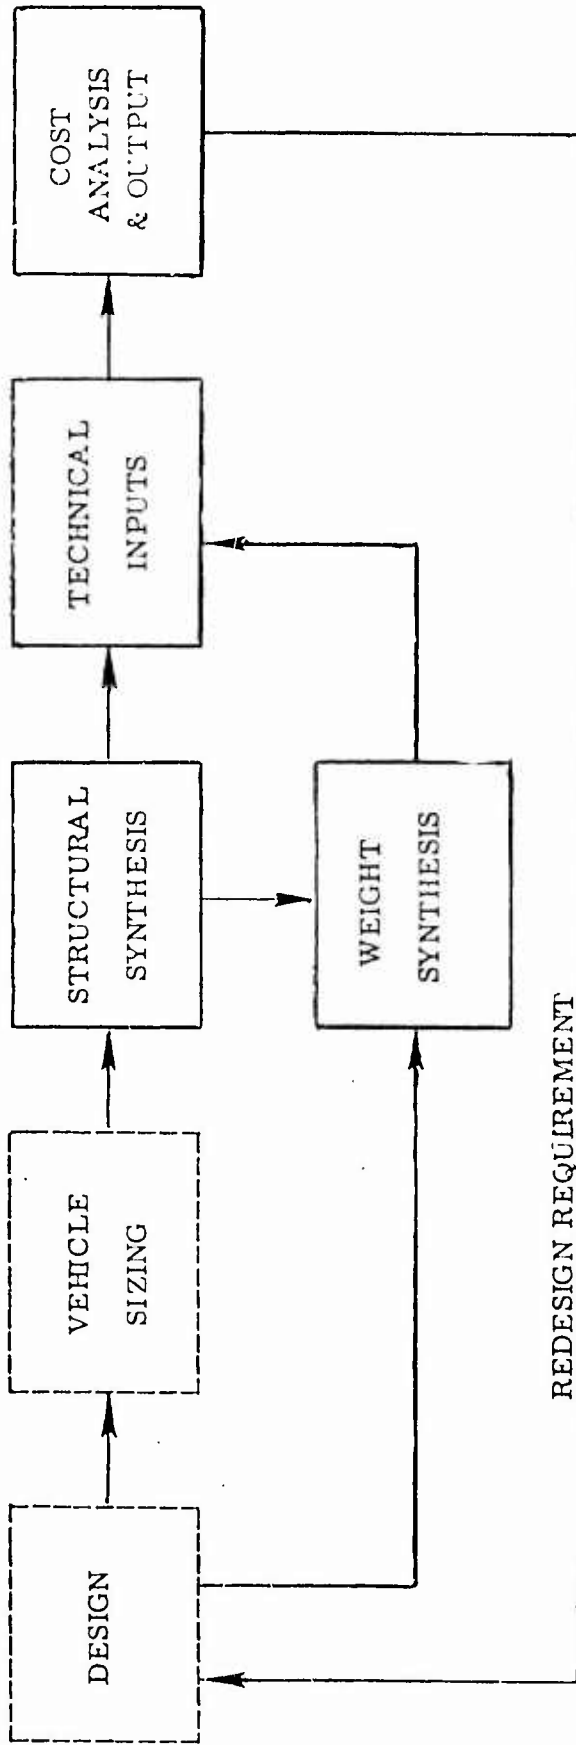 DESIGN
VEHICLE
SIZING
STRUCTURAL
SYNTHESIS
TECHNICAL
INPUTS
COST
ANALYSIS
& OUTPUT
WEIGHT
SYNTHESIS
REDESIGN REQUIREMENT